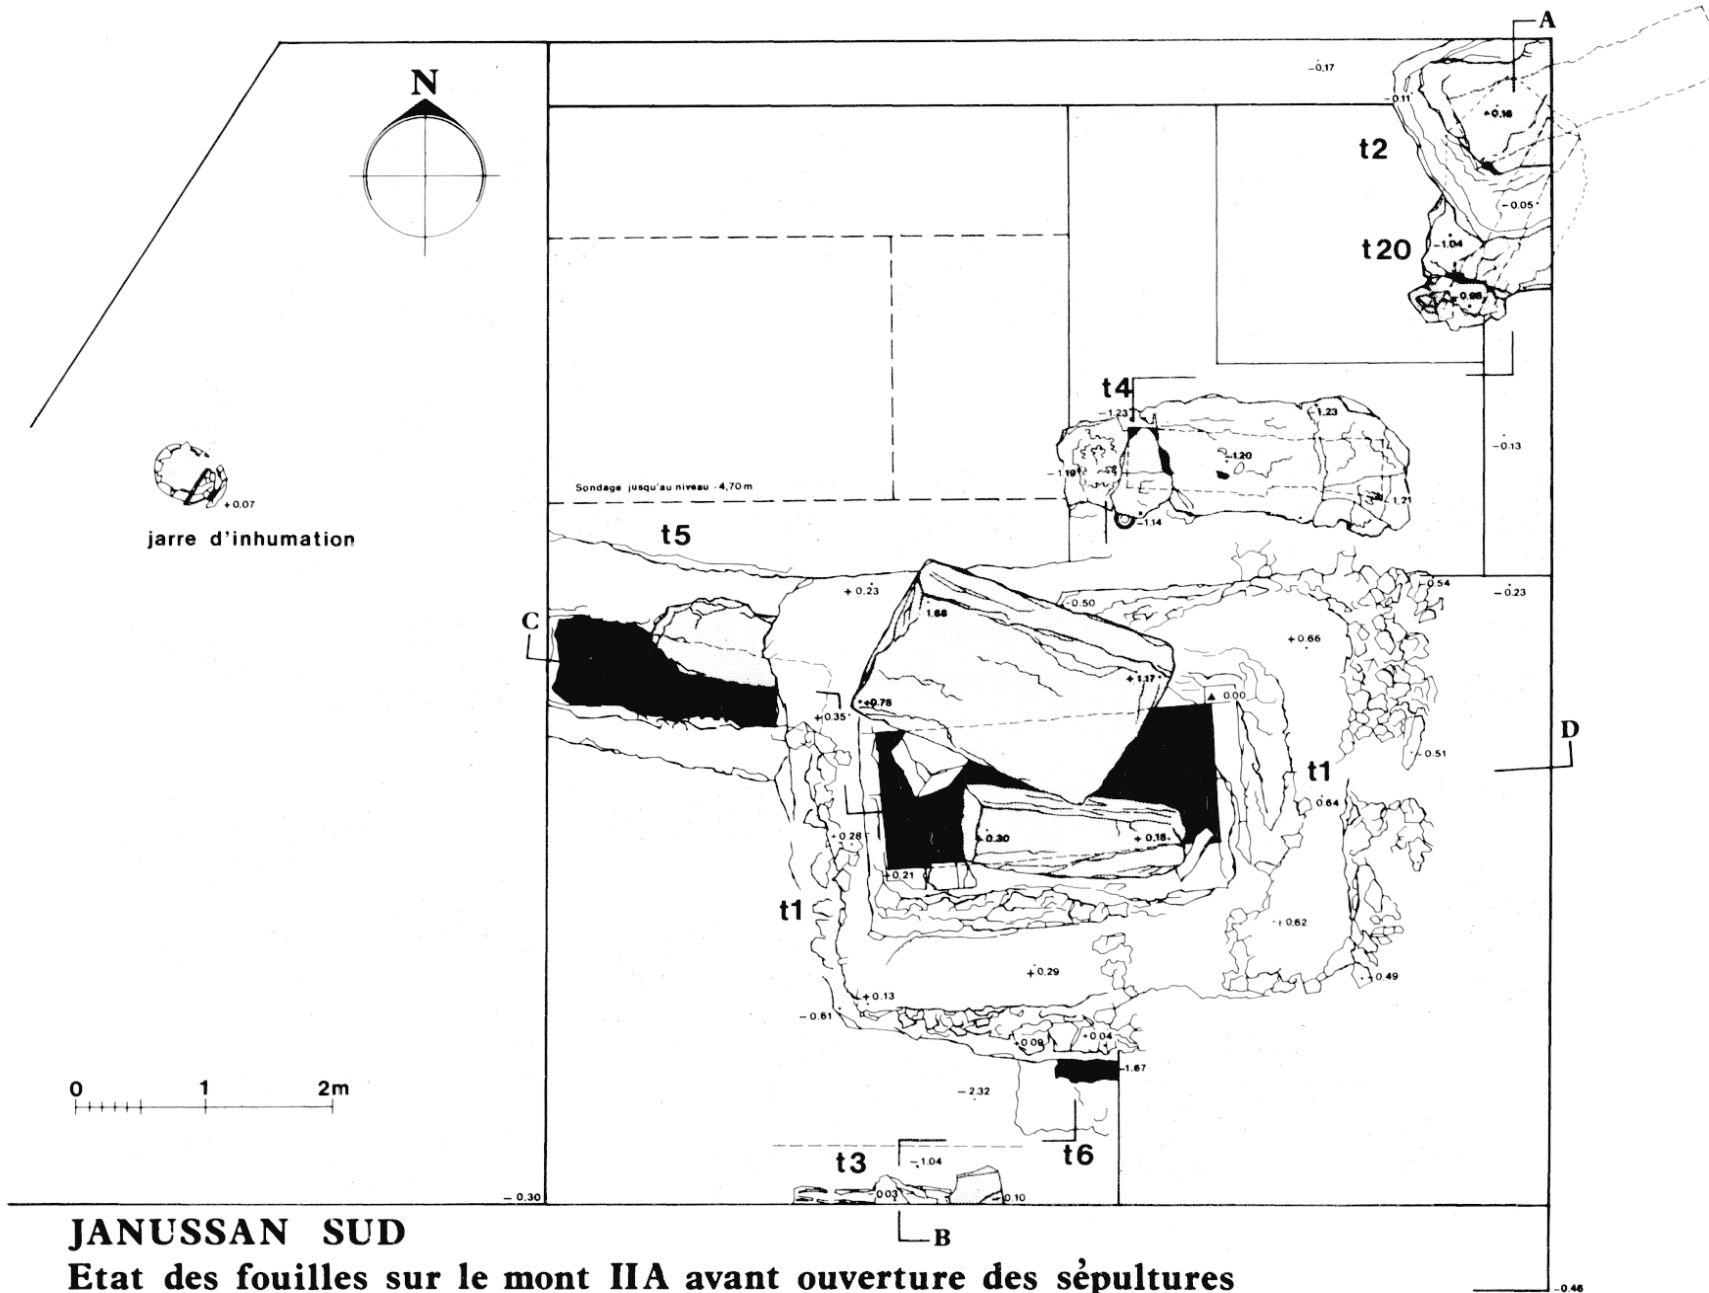 A
N
-0.17
-0.11
+0.16
t2
-0.05
t20
-1.04
-0.98
t4
-1.23
-1.23
-0.13
-1.20
-1.19
-1.21
Sondage jusqu'au niveau -4,70m
+0.07
-1.14
jarre d'inhumation
t5
-0.54
+0.23
-0.50
-0.23
1.68
C
+0.66
+1.17
0.00
+0.78
+0.35
D
-0.51
t1
0.64
+0.28
+0.30
+0.18
+0.21
t1
+0.62
+0.29
-0.49
+0.13
-0.61
+0.09
+0.04
-1.67
0 1 2m
-2.32
t6
t3
-1.04
-0.30
-0.03
0.10
B
JANUSSAN SUD
Etat des fouilles sur le mont IIA avant ouverture des sépultures
-0.46